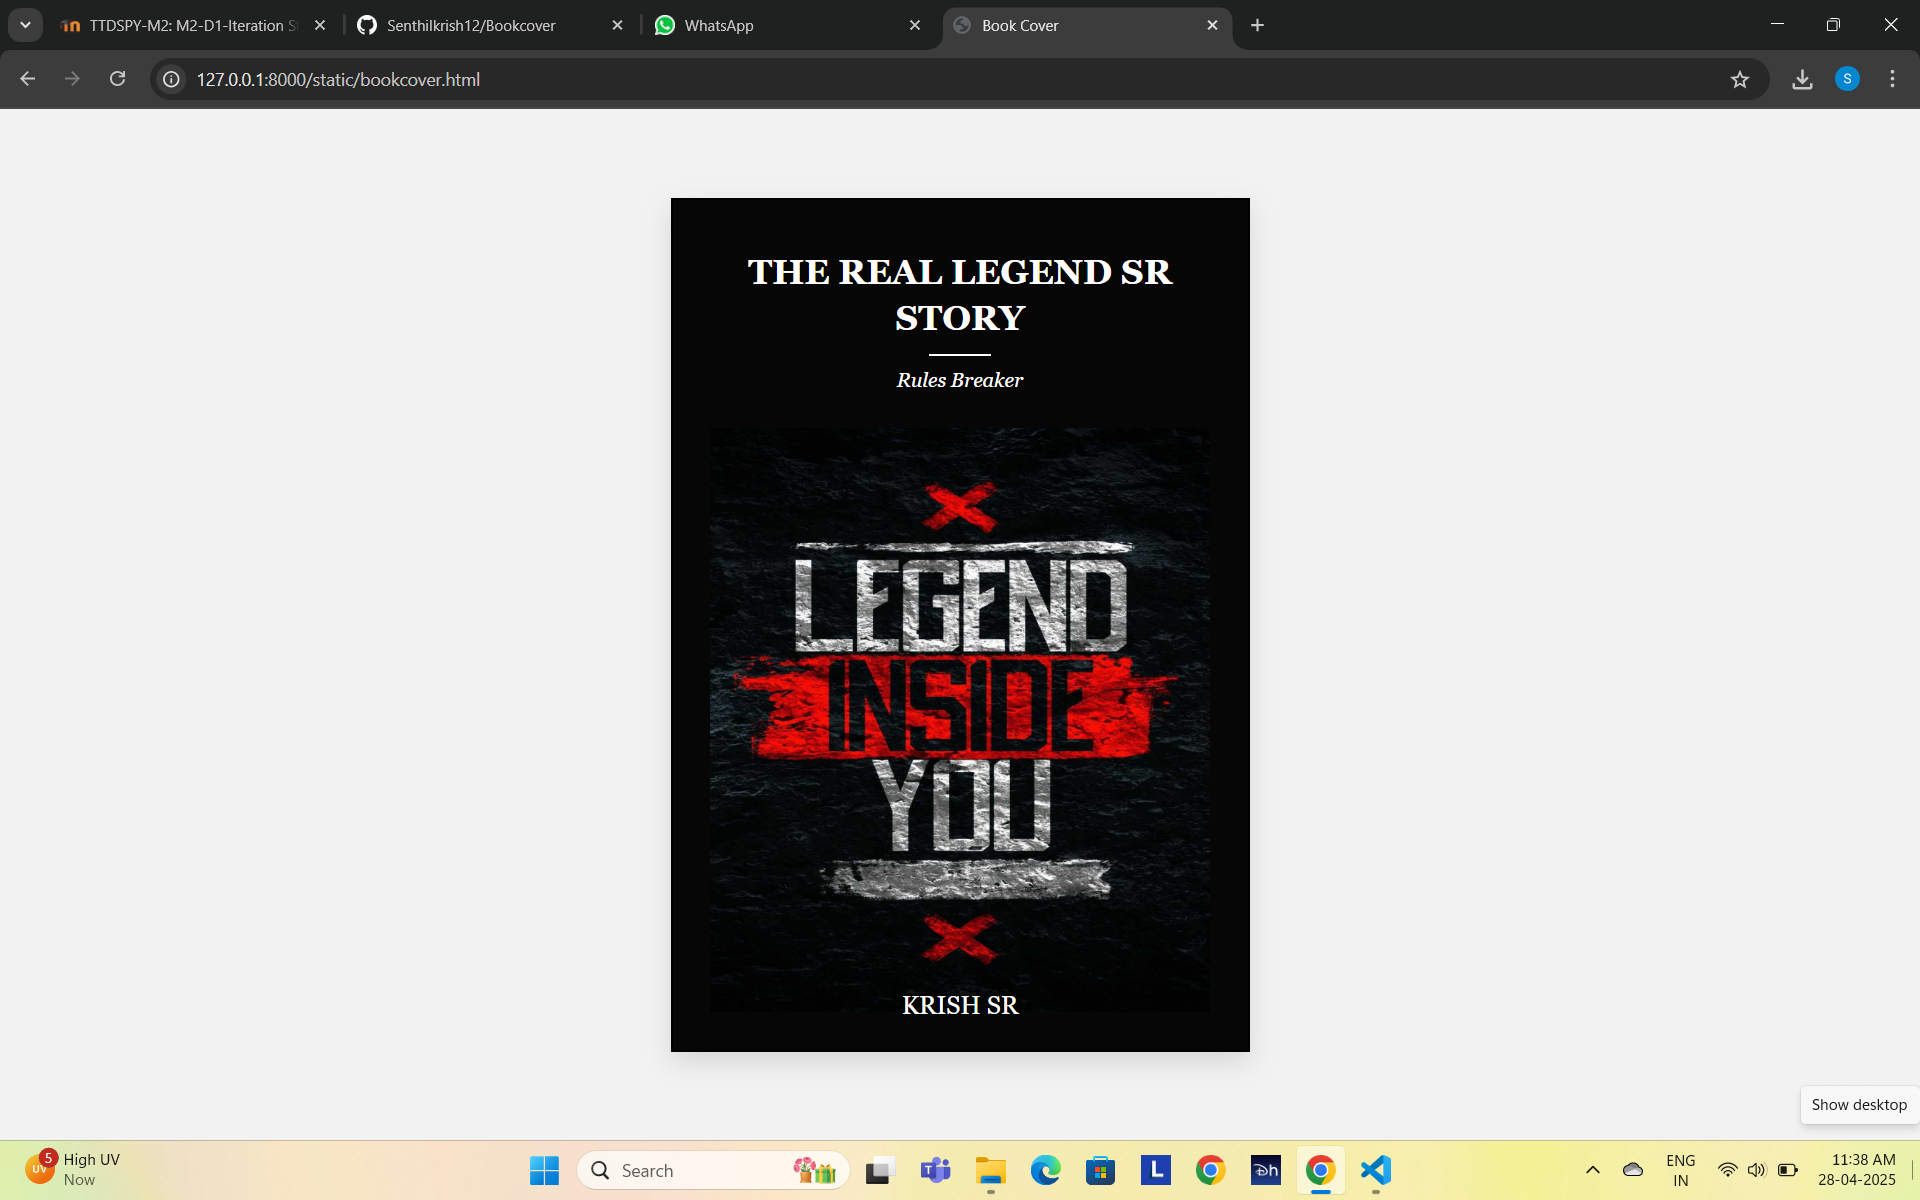 TTDSPY-M2: M2-D1-Iteration S
Senthilkrish12/Bookcover
WhatsApp
Book Cover
127.0.0.1:8000/static/bookcover.html
S
THE REAL LEGEND SR
STORY
Rules Breaker
LEGEND
INSIDE
YOU
KRISH SR
Show desktop
5
UV
High UV
Now
Search
T
L
Dh
ENG
IN
11:38 AM
28-04-2025